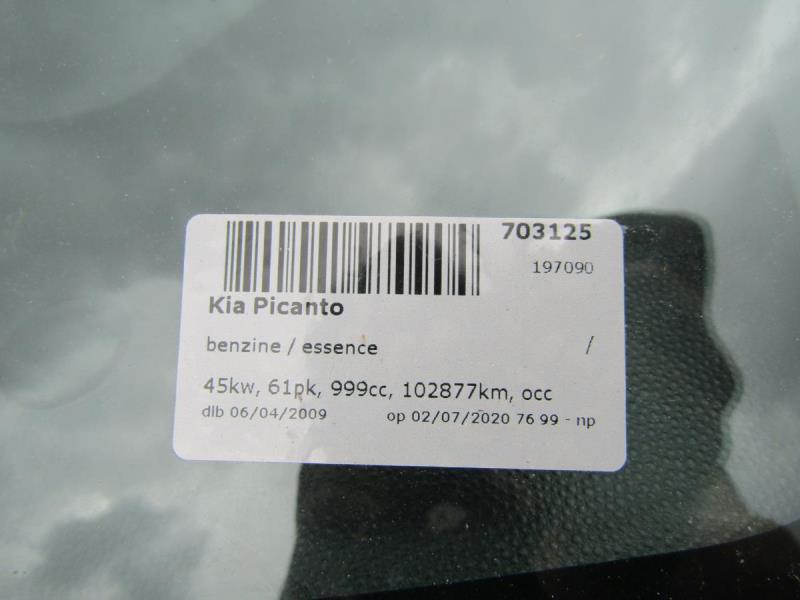 703125
197090
Kia Picanto
benzine / essence /
45kw, 61pk, 999cc, 102877km, occ
dlb 06/04/2009 op 02/07/2020 76 99 - np